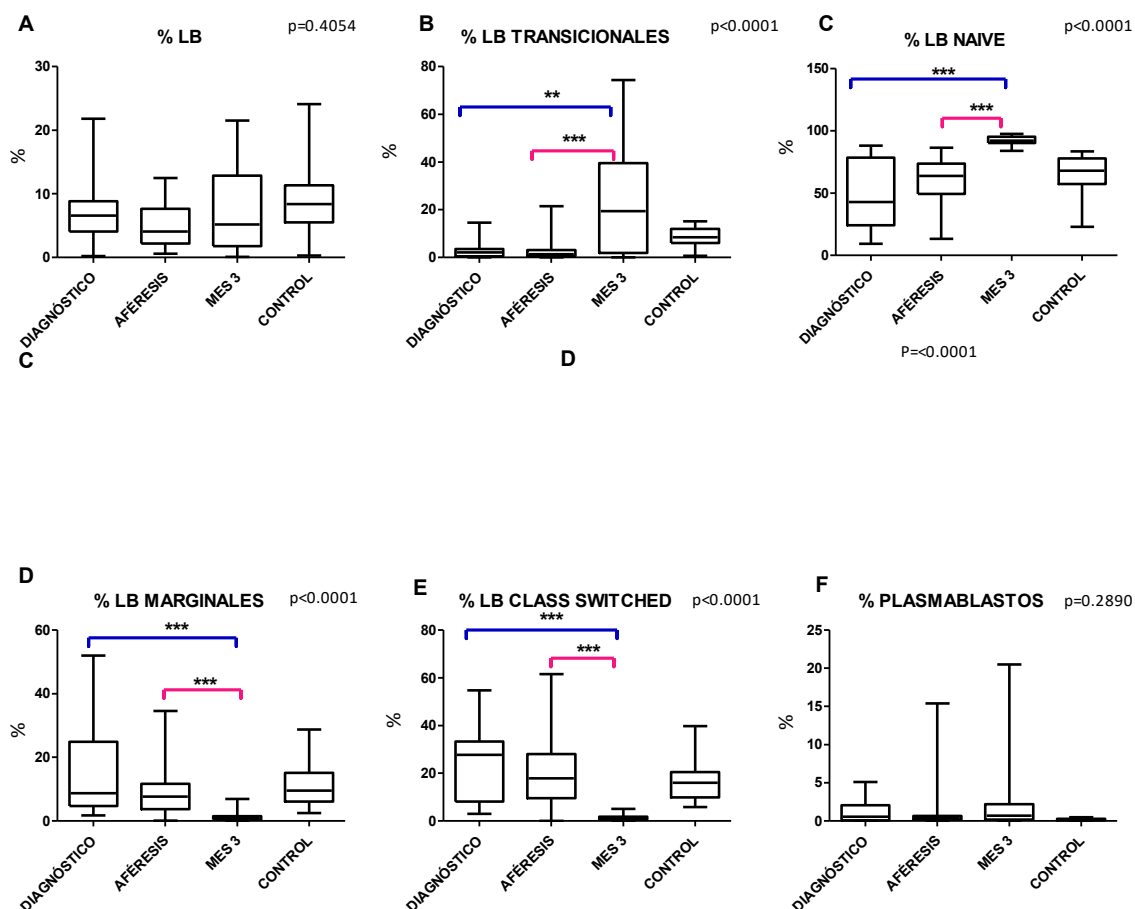 A
% LB
p=0.4054
%
30
20
10
0
DIAGNÓSTICO
AFÉRESIS
MES 3
CONTROL
B
% LB TRANSICIONALES
p<0.0001
%
80
60
40
20
0
**
***
DIAGNÓSTICO
AFÉRESIS
MES 3
CONTROL
C
% LB NAIVE
p<0.0001
%
150
100
50
0
***
***
DIAGNÓSTICO
AFÉRESIS
MES 3
CONTROL
C
D
P=<0.0001
D
% LB MARGINALES
p<0.0001
%
60
40
20
0
***
***
DIAGNÓSTICO
AFÉRESIS
MES 3
CONTROL
E
% LB CLASS SWITCHED
p<0.0001
%
80
60
40
20
0
***
***
DIAGNÓSTICO
AFÉRESIS
MES 3
CONTROL
F
% PLASMABLASTOS
p=0.2890
%
25
20
15
10
5
0
DIAGNÓSTICO
AFÉRESIS
MES 3
CONTROL